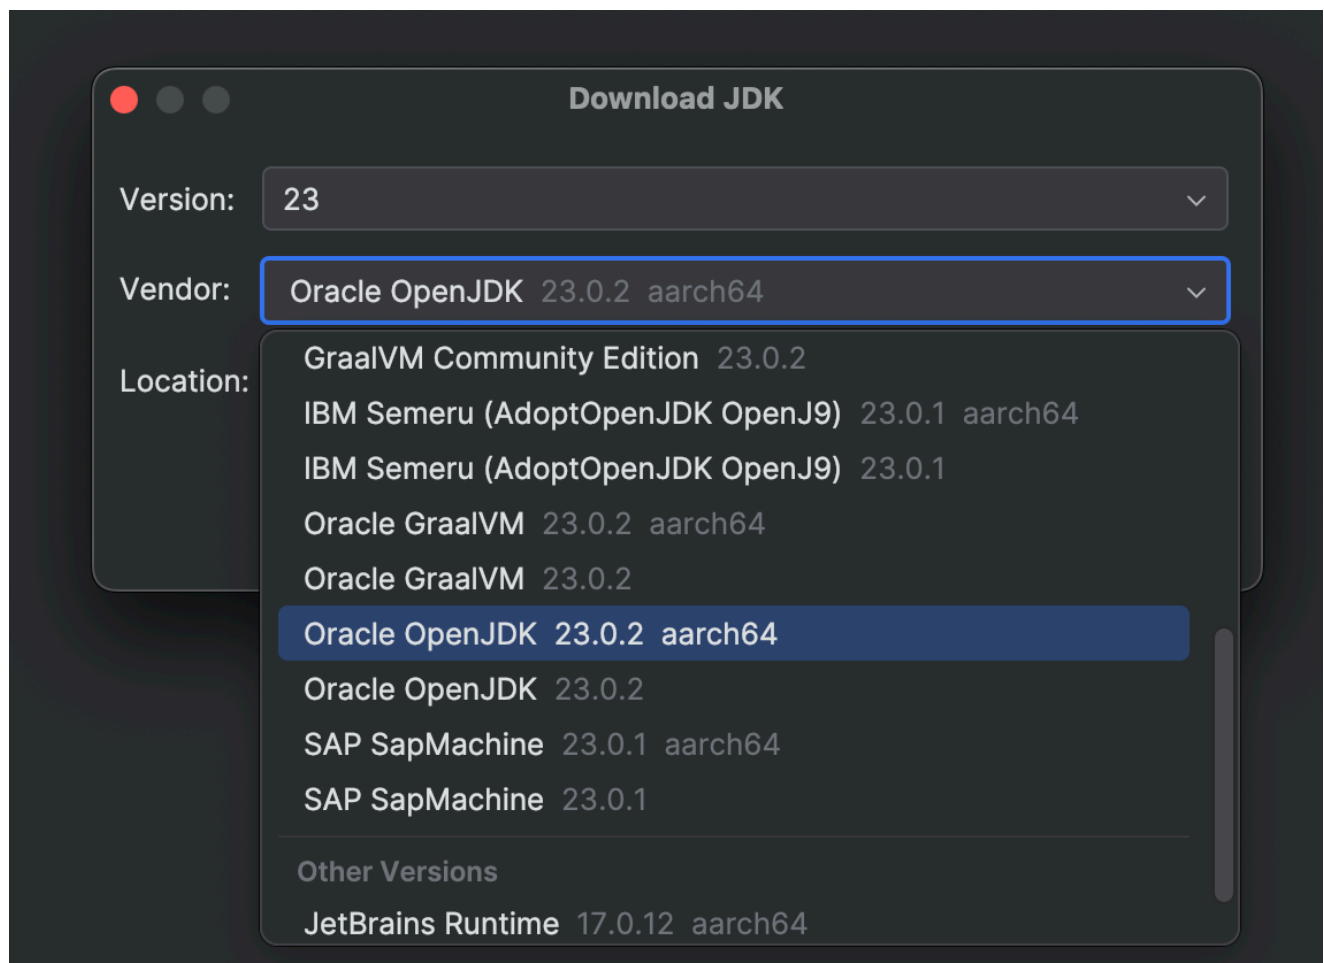 Download JDK
Version: 23
Vendor: Oracle OpenJDK 23.0.2 aarch64
Location:
GraalVM Community Edition 23.0.2
IBM Semeru (AdoptOpenJDK OpenJ9) 23.0.1 aarch64
IBM Semeru (AdoptOpenJDK OpenJ9) 23.0.1
Oracle GraalVM 23.0.2 aarch64
Oracle GraalVM 23.0.2
Oracle OpenJDK 23.0.2 aarch64
Oracle OpenJDK 23.0.2
SAP SapMachine 23.0.1 aarch64
SAP SapMachine 23.0.1
Other Versions
JetBrains Runtime 17.0.12 aarch64